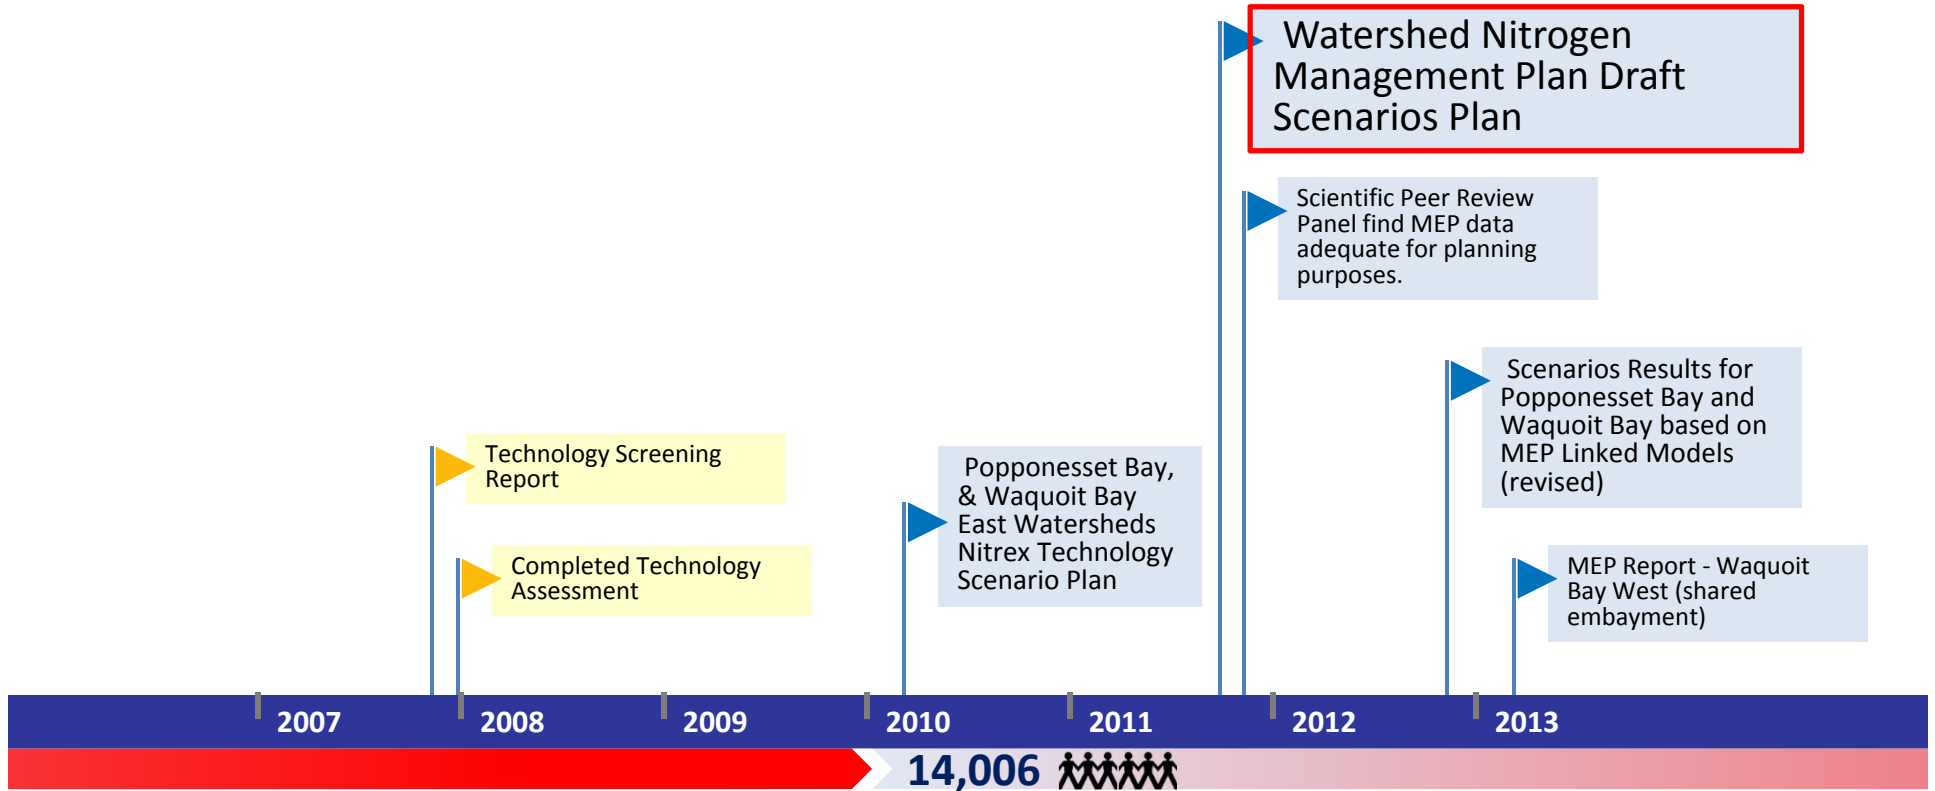 Watershed Nitrogen
Management Plan Draft
Scenarios Plan
Scientific Peer Review
Panel find MEP data
adequate for planning
purposes.
Scenarios Results for
Popponesset Bay and
Waquoit Bay based on
MEP Linked Models
(revised)
Technology Screening
Report
Popponesset Bay,
& Waquoit Bay
East Watersheds
Nitrex Technology
Scenario Plan
Completed Technology
Assessment
MEP Report - Waquoit
Bay West (shared
embayment)
2007 2008 2009 2010 2011 2012 2013
14,006